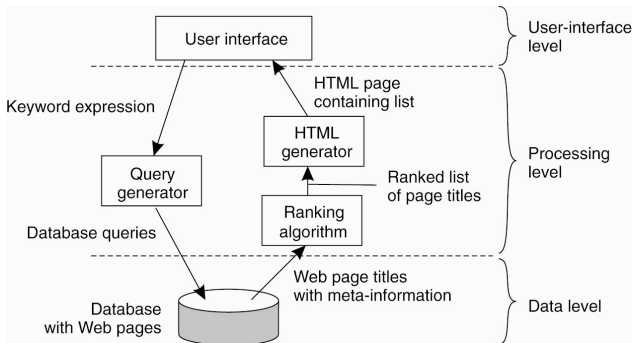 User interface
User-interface
level
Keyword expression
HTML page
containing list
HTML
generator
Query
generator
Processing
level
Ranked list
of page titles
Ranking
algorithm
Database queries
Web page titles
with meta-information
Database
with Web pages
Data level